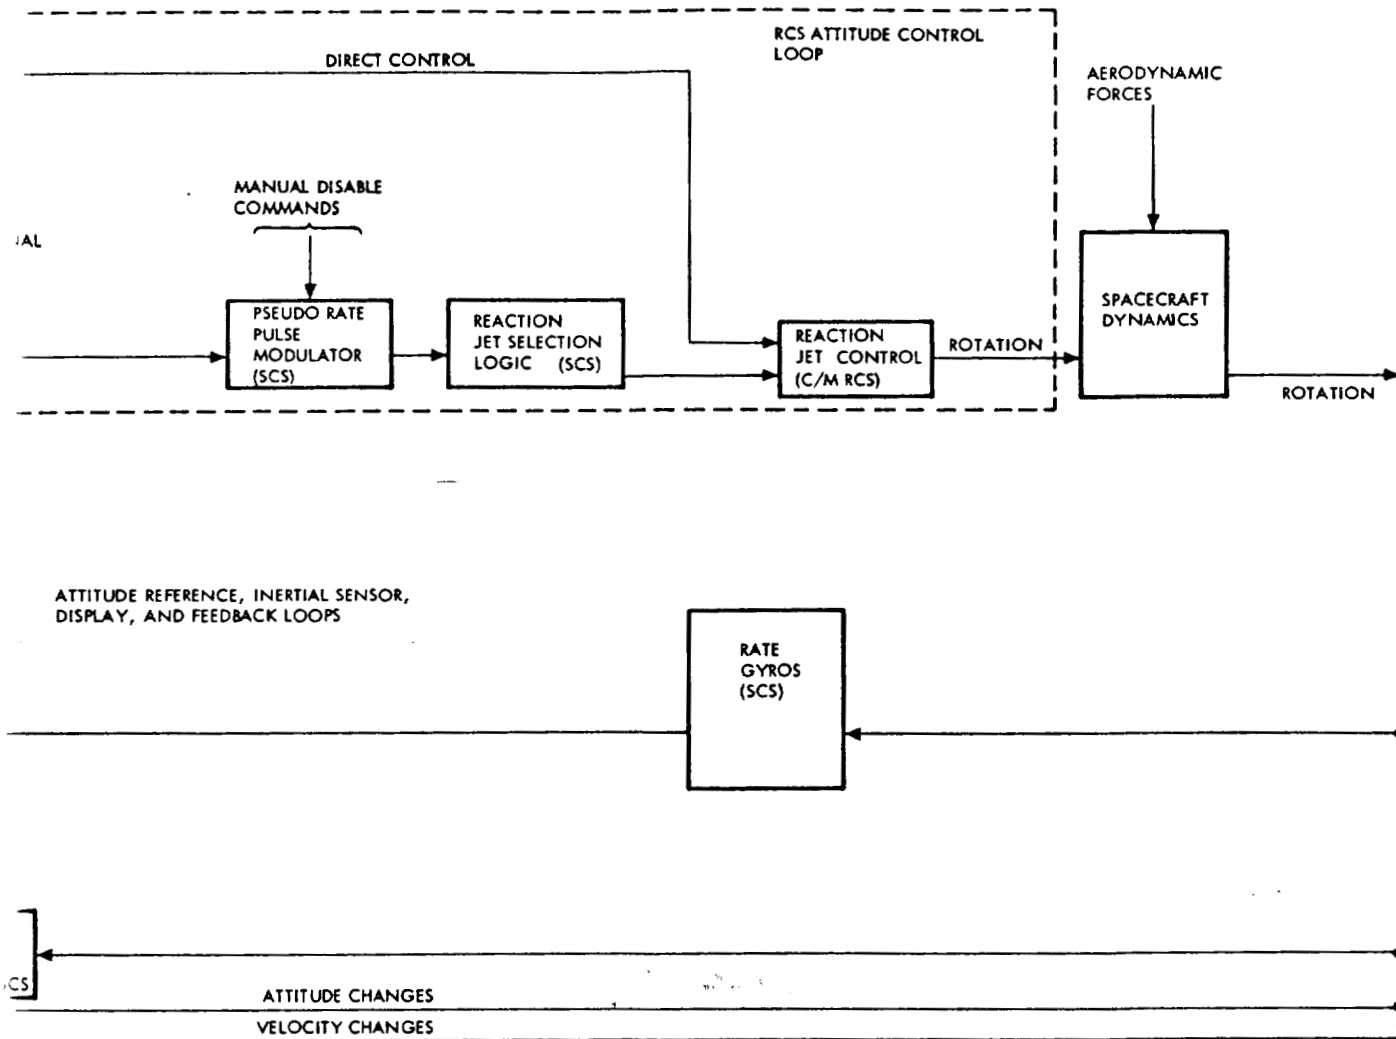 RCS ATTITUDE CONTROL
LOOP
DIRECT CONTROL
AERODYNAMIC
FORCES
MANUAL DISABLE
COMMANDS
PSEUDO RATE
PULSE
MODULATOR
(SCS)
REACTION
JET SELECTION
LOGIC (SCS)
REACTION
JET CONTROL
(C/M RCS)
ROTATION
SPACECRAFT
DYNAMICS
ROTATION
ATTITUDE REFERENCE, INERTIAL SENSOR,
DISPLAY, AND FEEDBACK LOOPS
RATE
GYROS
(SCS)
ATTITUDE CHANGES
VELOCITY CHANGES